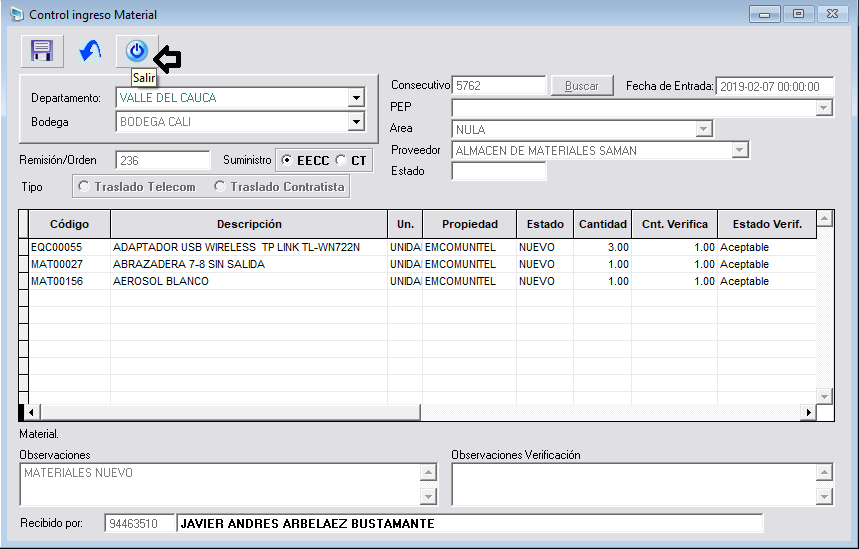 Control ingreso Material
Salir
Departamento: VALLE DEL CAUCA
Bodega BODEGA CALI
Consecutivo 5762 Buscar Fecha de Entrada: 2019-02-07 00:00:00
PEP
Area NULA
Proveedor ALMACEN DE MATERIALES SAMAN
Estado
Remisión/Orden 236 Suministro EECC CT
Tipo Traslado Telecom Traslado Contratista
Código Descripción Un. Propiedad Estado Cantidad Cnt. Verifica Estado Verif.
EQC00055 ADAPTADOR USB WIRELESS TP LINK TL-WN722N UNIDA EMCOMUNITEL NUEVO 3.00 1.00 Aceptable
MAT00027 ABRAZADERA 7-8 SIN SALIDA UNIDA EMCOMUNITEL NUEVO 1.00 1.00 Aceptable
MAT00156 AEROSOL BLANCO UNIDA EMCOMUNITEL NUEVO 1.00 1.00 Aceptable
Material.
Observaciones
MATERIALES NUEVO
Observaciones Verificación
Recibido por: 94463510 JAVIER ANDRES ARBELAEZ BUSTAMANTE